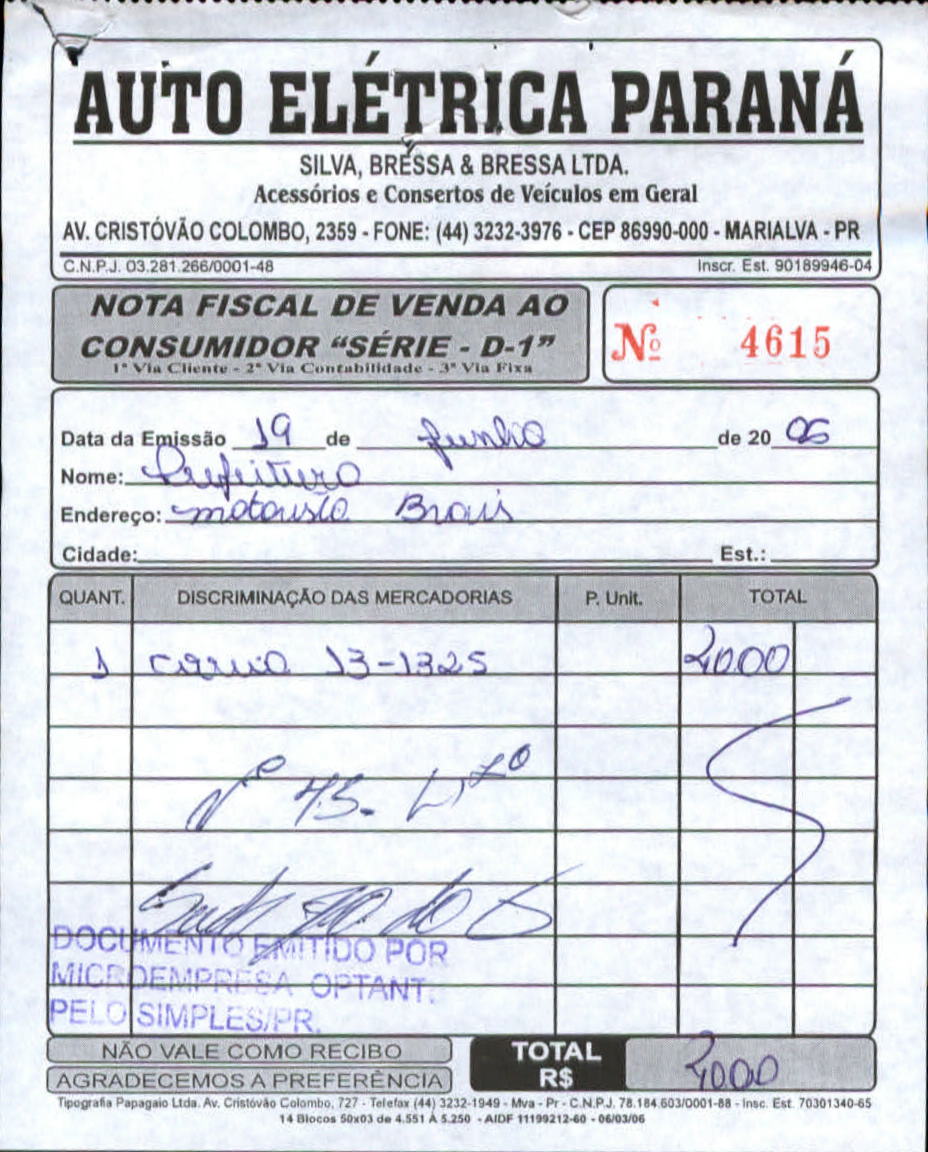 AUTO ELÉTRICA PARANÁ
SILVA, BRESSA & BRESSA LTDA.
Acessórios e Consertos de Veículos em Geral
AV. CRISTÓVÃO COLOMBO, 2359 - FONE: (44) 3232-3976 - CEP 86990-000 - MARIALVA - PR
C.N.P.J. 03.281.266/0001-48 Inscr. Est. 90189946-04
NOTA FISCAL DE VENDA AO
CONSUMIDOR “SÉRIE - D-1”
1ª Via Cliente - 2ª Via Contabilidade - 3ª Via Fixa
Nº 4615
Data da Emissão 19 de Junho de 20 06
Nome: Prefeitura
Endereço: motorista
Cidade: Est.:
QUANT. DISCRIMINAÇÃO DAS MERCADORIAS P. Unit. TOTAL
1 13-1325 2000
DOCUMENTO EMITIDO POR
MICROEMPRESA OPTANT.
PELO SIMPLES/PR.
NÃO VALE COMO RECIBO
AGRADECEMOS A PREFERÊNCIA
TOTAL
R$ 2000
Tipografia Papagaio Ltda. Av. Cristóvão Colombo, 727 - Telefax (44) 3232-1949 - Mva - Pr - C.N.P.J. 78.184.603/0001-88 - Insc. Est. 70301340-65
14 Blocos 50x03 de 4.551 À 5.250 - AIDF 11199212-60 - 06/03/06